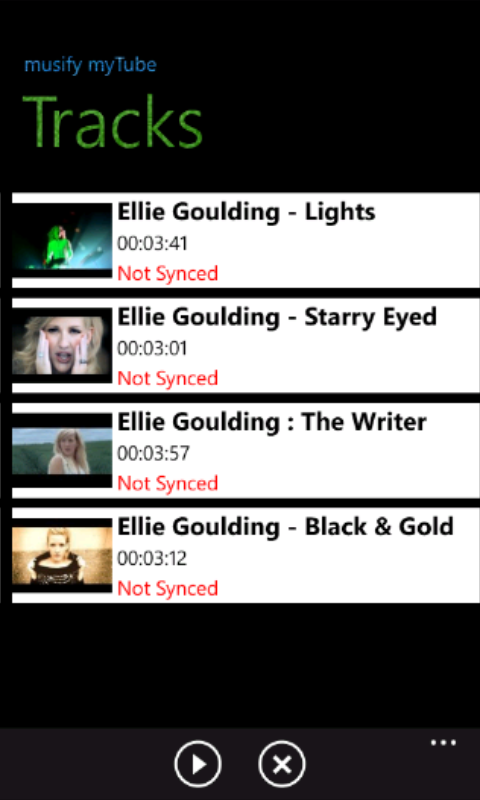 musify myTube
Tracks
Ellie Goulding - Lights
00:03:41
Not Synced
Ellie Goulding - Starry Eyed
00:03:01
Not Synced
Ellie Goulding : The Writer
00:03:57
Not Synced
Ellie Goulding - Black & Gold
00:03:12
Not Synced